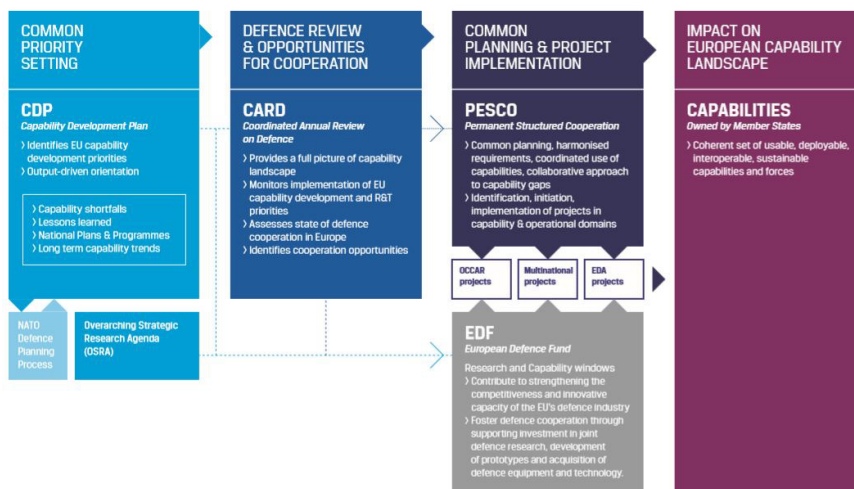 COMMON
PRIORITY
SETTING
CDP
Capability Development Plan
› Identifies EU capability
development priorities
› Output-driven orientation
› Capability shortfalls
› Lessons learned
› National Plans & Programmes
› Long term capability trends
NATO
Defence
Planning
Process
Overarching Strategic
Research Agenda
(OSRA)
DEFENCE REVIEW
& OPPORTUNITIES
FOR COOPERATION
CARD
Coordinated Annual Review
on Defence
› Provides a full picture of capability
landscape
› Monitors implementation of EU
capability development and R&T
priorities
› Assesses state of defence
cooperation in Europe
› Identifies cooperation opportunities
COMMON
PLANNING & PROJECT
IMPLEMENTATION
PESCO
Permanent Structured Cooperation
› Common planning, harmonised
requirements, coordinated use of
capabilities, collaborative approach
to capability gaps
› Identification, initiation,
implementation of projects in
capability & operational domains
OCCAR
projects
Multinational
projects
EDA
projects
EDF
European Defence Fund
Research and Capability windows
› Contribute to strengthening the
competitiveness and innovative
capacity of the EU's defence industry
› Foster defence cooperation through
supporting investment in joint
defence research, development
of prototypes and acquisition of
defence equipment and technology.
IMPACT ON
EUROPEAN CAPABILITY
LANDSCAPE
CAPABILITIES
Owned by Member States
› Coherent set of usable, deployable,
interoperable, sustainable
capabilities and forces